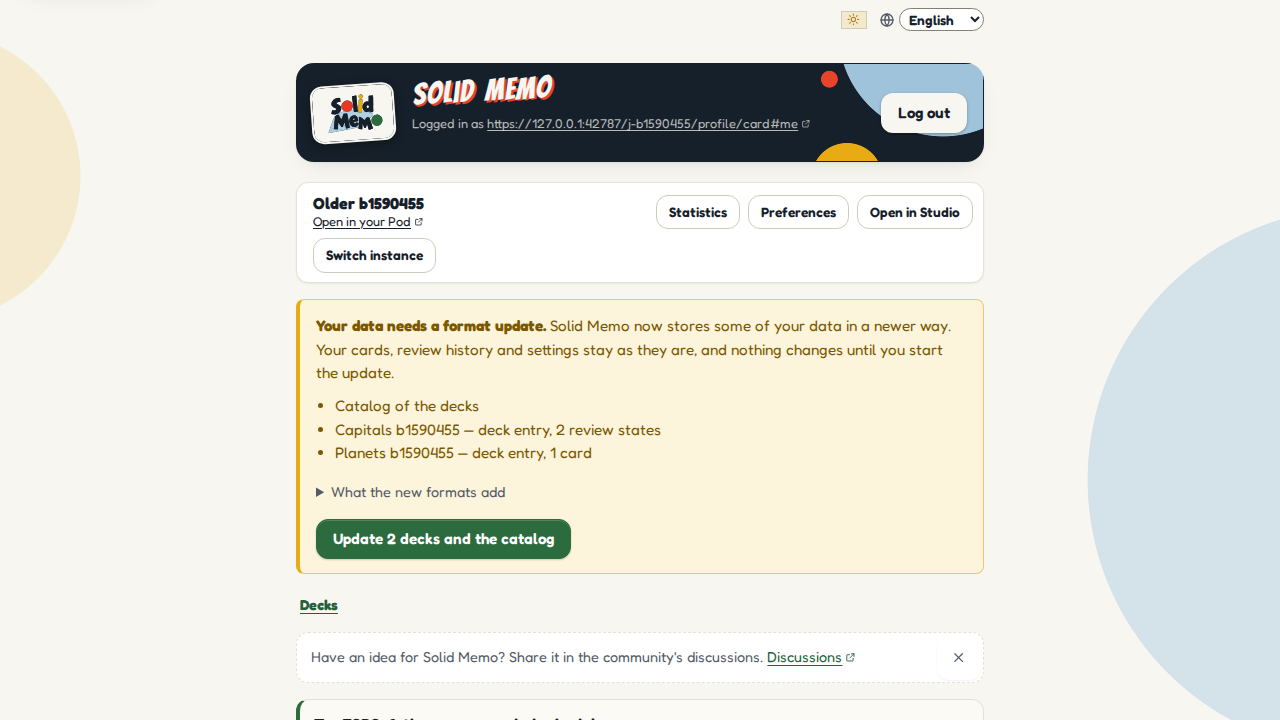 English
Solid Memo
SOLID MEMO
Logged in as https://127.0.0.1:42787/j-b1590455/profile/card#me
Log out
Older b1590455
Open in your Pod
Statistics
Preferences
Open in Studio
Switch instance
Your data needs a format update. Solid Memo now stores some of your data in a newer way.
Your cards, review history and settings stay as they are, and nothing changes until you start
the update.
Catalog of the decks
Capitals b1590455 — deck entry, 2 review states
Planets b1590455 — deck entry, 1 card
What the new formats add
Update 2 decks and the catalog
Decks
Have an idea for Solid Memo? Share it in the community's discussions. Discussions